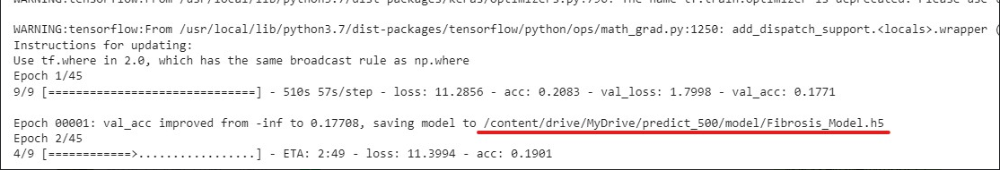 WARNING:tensorflow:From /usr/local/lib/python3.7/dist-packages/keras/optimizers.py:790: The name tf.train.Optimizer is deprecated. Please use
WARNING:tensorflow:From /usr/local/lib/python3.7/dist-packages/tensorflow/python/ops/math_grad.py:1250: add_dispatch_support.<locals>.wrapper (
Instructions for updating:
Use tf.where in 2.0, which has the same broadcast rule as np.where
Epoch 1/45
9/9 [==============================] - 510s 57s/step - loss: 11.2856 - acc: 0.2083 - val_loss: 1.7998 - val_acc: 0.1771
Epoch 00001: val_acc improved from -inf to 0.17708, saving model to /content/drive/MyDrive/predict_500/model/Fibrosis_Model.h5
Epoch 2/45
4/9 [============>.................] - ETA: 2:49 - loss: 11.3994 - acc: 0.1901